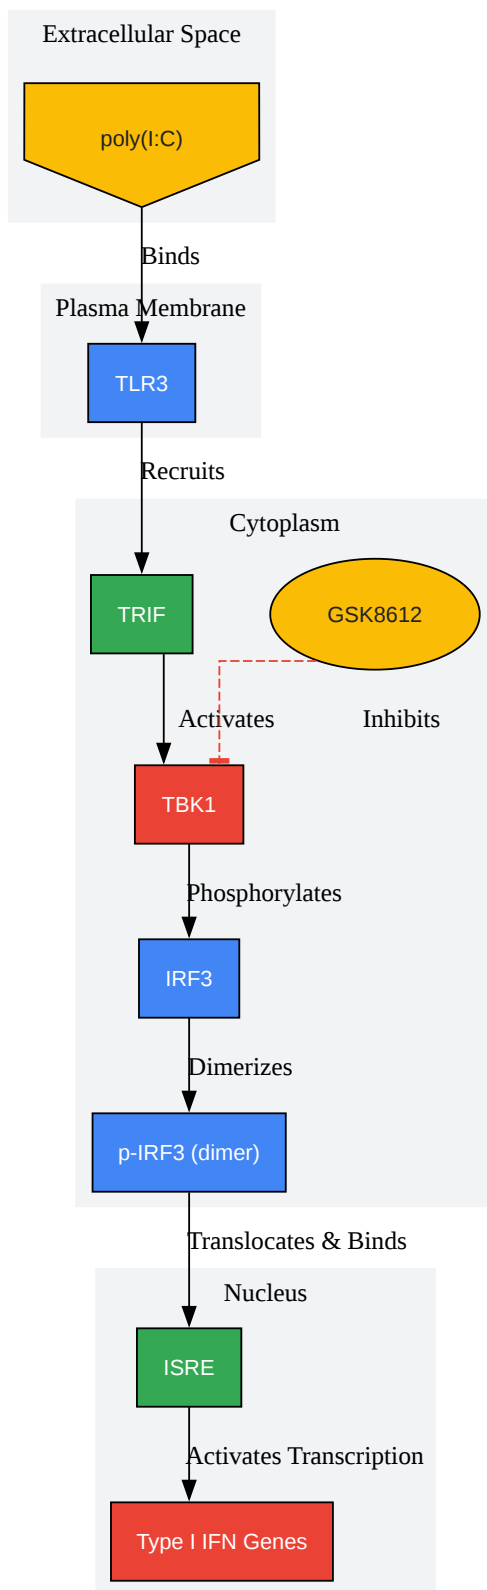 Extracellular Space
poly(I:C)
Binds
Plasma Membrane
TLR3
Recruits
Cytoplasm
TRIF
GSK8612
Activates
Inhibits
TBK1
Phosphorylates
IRF3
Dimerizes
p-IRF3 (dimer)
Translocates & Binds
Nucleus
ISRE
Activates Transcription
Type I IFN Genes